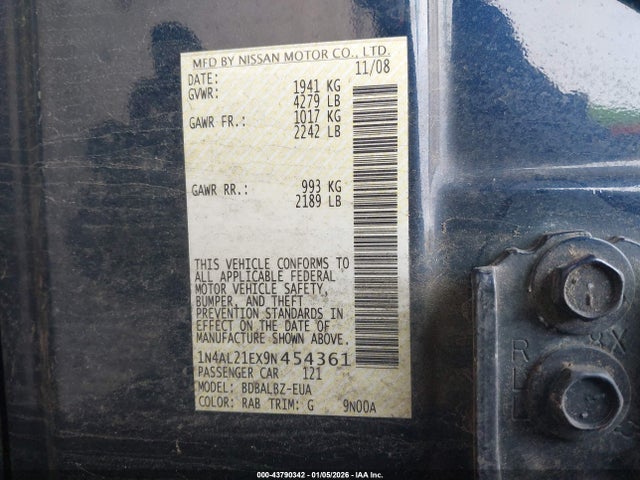 MFD BY NISSAN MOTOR CO., LTD.
DATE: 11/08
GVWR: 1941 KG
4279 LB
GAWR FR.: 1017 KG
2242 LB
GAWR RR.: 993 KG
2189 LB
THIS VEHICLE CONFORMS TO
ALL APPLICABLE FEDERAL
MOTOR VEHICLE SAFETY,
BUMPER, AND THEFT
PREVENTION STANDARDS IN
EFFECT ON THE DATE OF
MANUFACTURE SHOWN ABOVE.
1N4AL21EX9N454361
PASSENGER CAR 121
MODEL: BDBALBZ-EUA
COLOR: RAB TRIM: G 9N00A
000-43790342 - 01/05/2026 - IAA Inc.